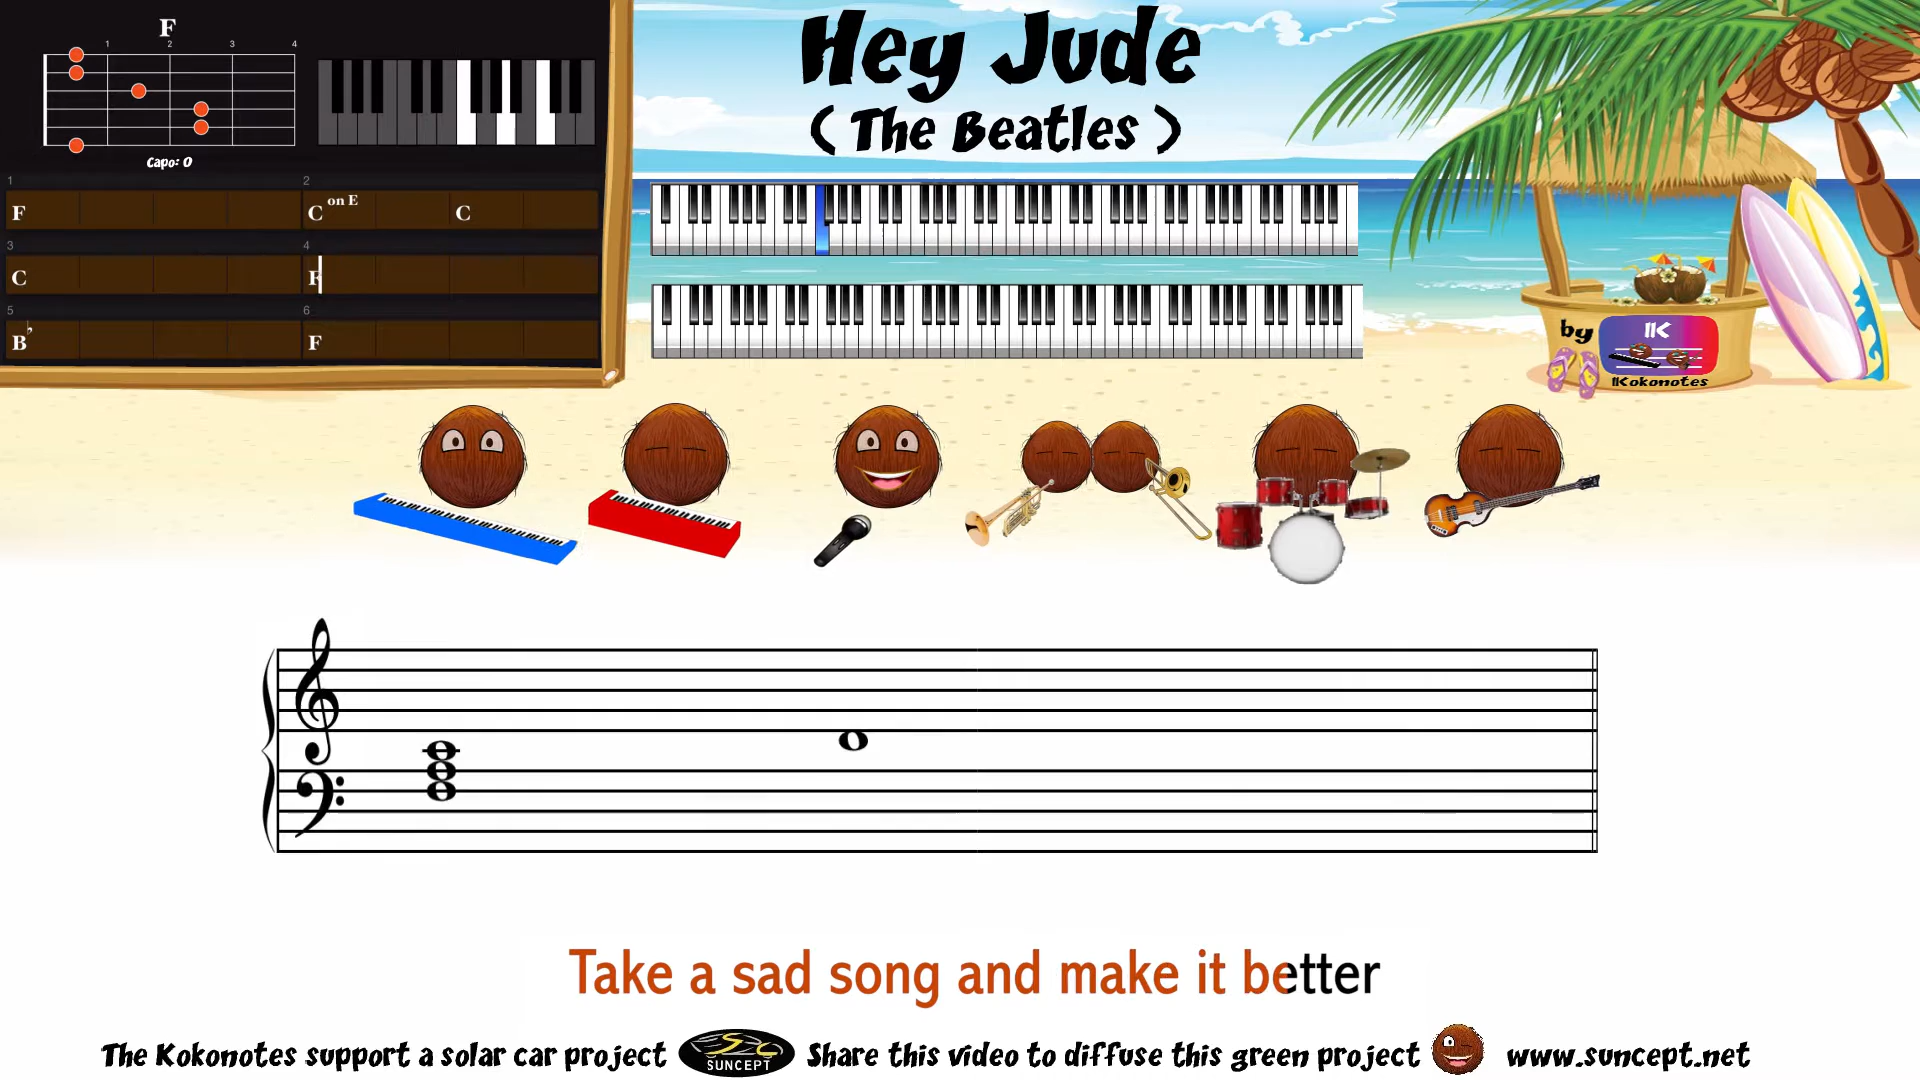 F
1 2 3 4
Capo: 0
1 2
F C on E C
3 4
C F
5 6
B♭ F
Hey Jude
( The Beatles )
by
K
Kokonotes
Take a sad song and make it better
The Kokonotes support a solar car project SUNCEPT Share this video to diffuse this green project www.suncept.net